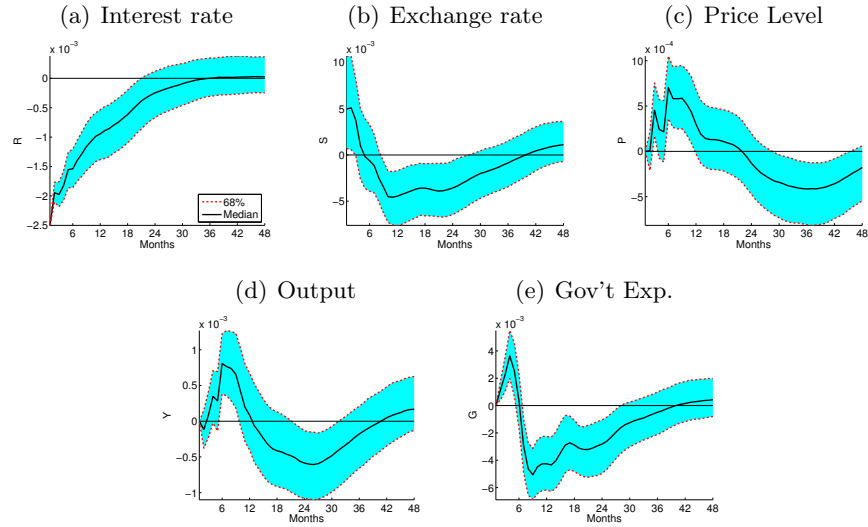 (a) Interest rate
(b) Exchange rate
(c) Price Level
x 10⁻³
0
−0.5
−1
−1.5
−2
−2.5
R
68%
Median
6 12 18 24 30 36 42 48
Months
x 10⁻³
10
5
0
−5
S
6 12 18 24 30 36 42 48
Months
x 10⁻⁴
10
5
0
−5
P
6 12 18 24 30 36 42 48
Months
(d) Output
(e) Gov't Exp.
x 10⁻³
1
0.5
0
−0.5
−1
Y
6 12 18 24 30 36 42 48
Months
x 10⁻³
4
2
0
−2
−4
−6
G
6 12 18 24 30 36 42 48
Months